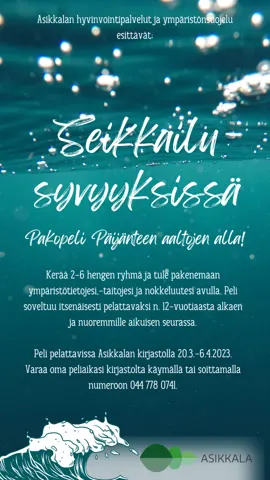 Asikkalan hyvinvointipalvelut ja ympäristönsuojelu
esittävät:
Seikkailu
syvyyksissä
Pakopeli Päijänteen aaltojen alla!
Kerää 2-6 hengen ryhmä ja tule pakenemaan
ympäristötietojesi,-taitojesi ja nokkeluutesi avulla. Peli
soveltuu itsenäisesti pelattavaksi n. 12-vuotiaasta alkaen
ja nuoremmille aikuisen seurassa.
Peli pelattavissa Asikkalan kirjastolla 20.3.-6.4.2023.
Varaa oma peliaikasi kirjastolta käymällä tai soittamalla
numeroon 044 778 0741.
ASIKKALA